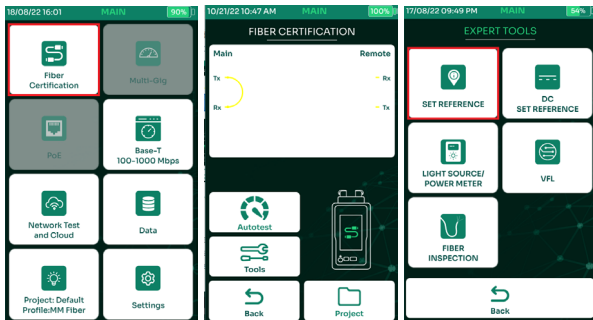 18/08/22 16:01 MAIN 90%
Fiber
Certification
Multi-Gig
PoE
Base-T
100-1000 Mbps
Network Test
and Cloud
Data
Project: Default
Profile:MM Fiber
Settings
10/21/22 10:47 AM MAIN 100%
FIBER CERTIFICATION
Main Remote
Tx Rx
Rx Tx
Autotest
Tools
Back
Project
17/08/22 09:49 PM MAIN 54%
EXPERT TOOLS
SET REFERENCE
DC
SET REFERENCE
LIGHT SOURCE/
POWER METER
VFL
FIBER
INSPECTION
Back